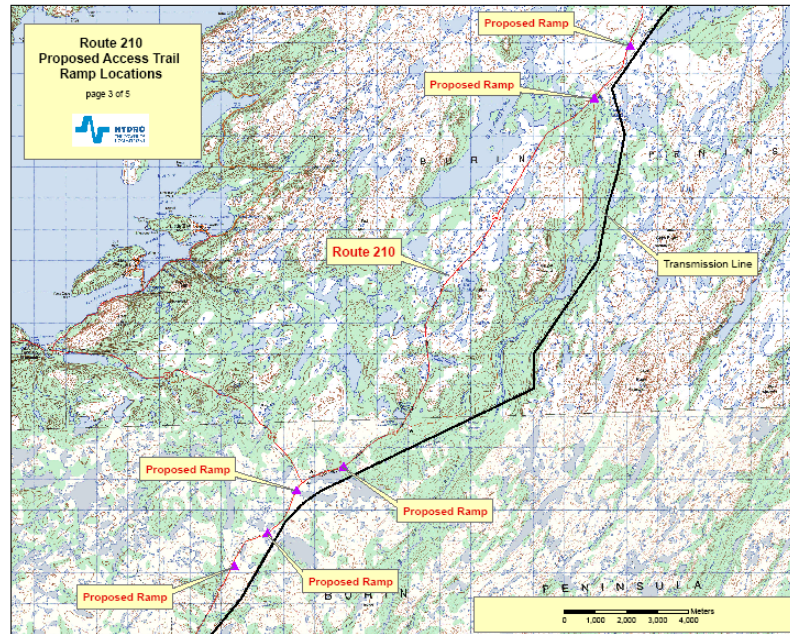 Route 210
Proposed Access Trail
Ramp Locations
page 3 of 5
HYDRO
Proposed Ramp
Proposed Ramp
BURIN
PENINS
Route 210
Transmission Line
Proposed Ramp
Proposed Ramp
Proposed Ramp
Proposed Ramp
BURIN
PENINSULA
Meters
0 1,000 2,000 3,000 4,000